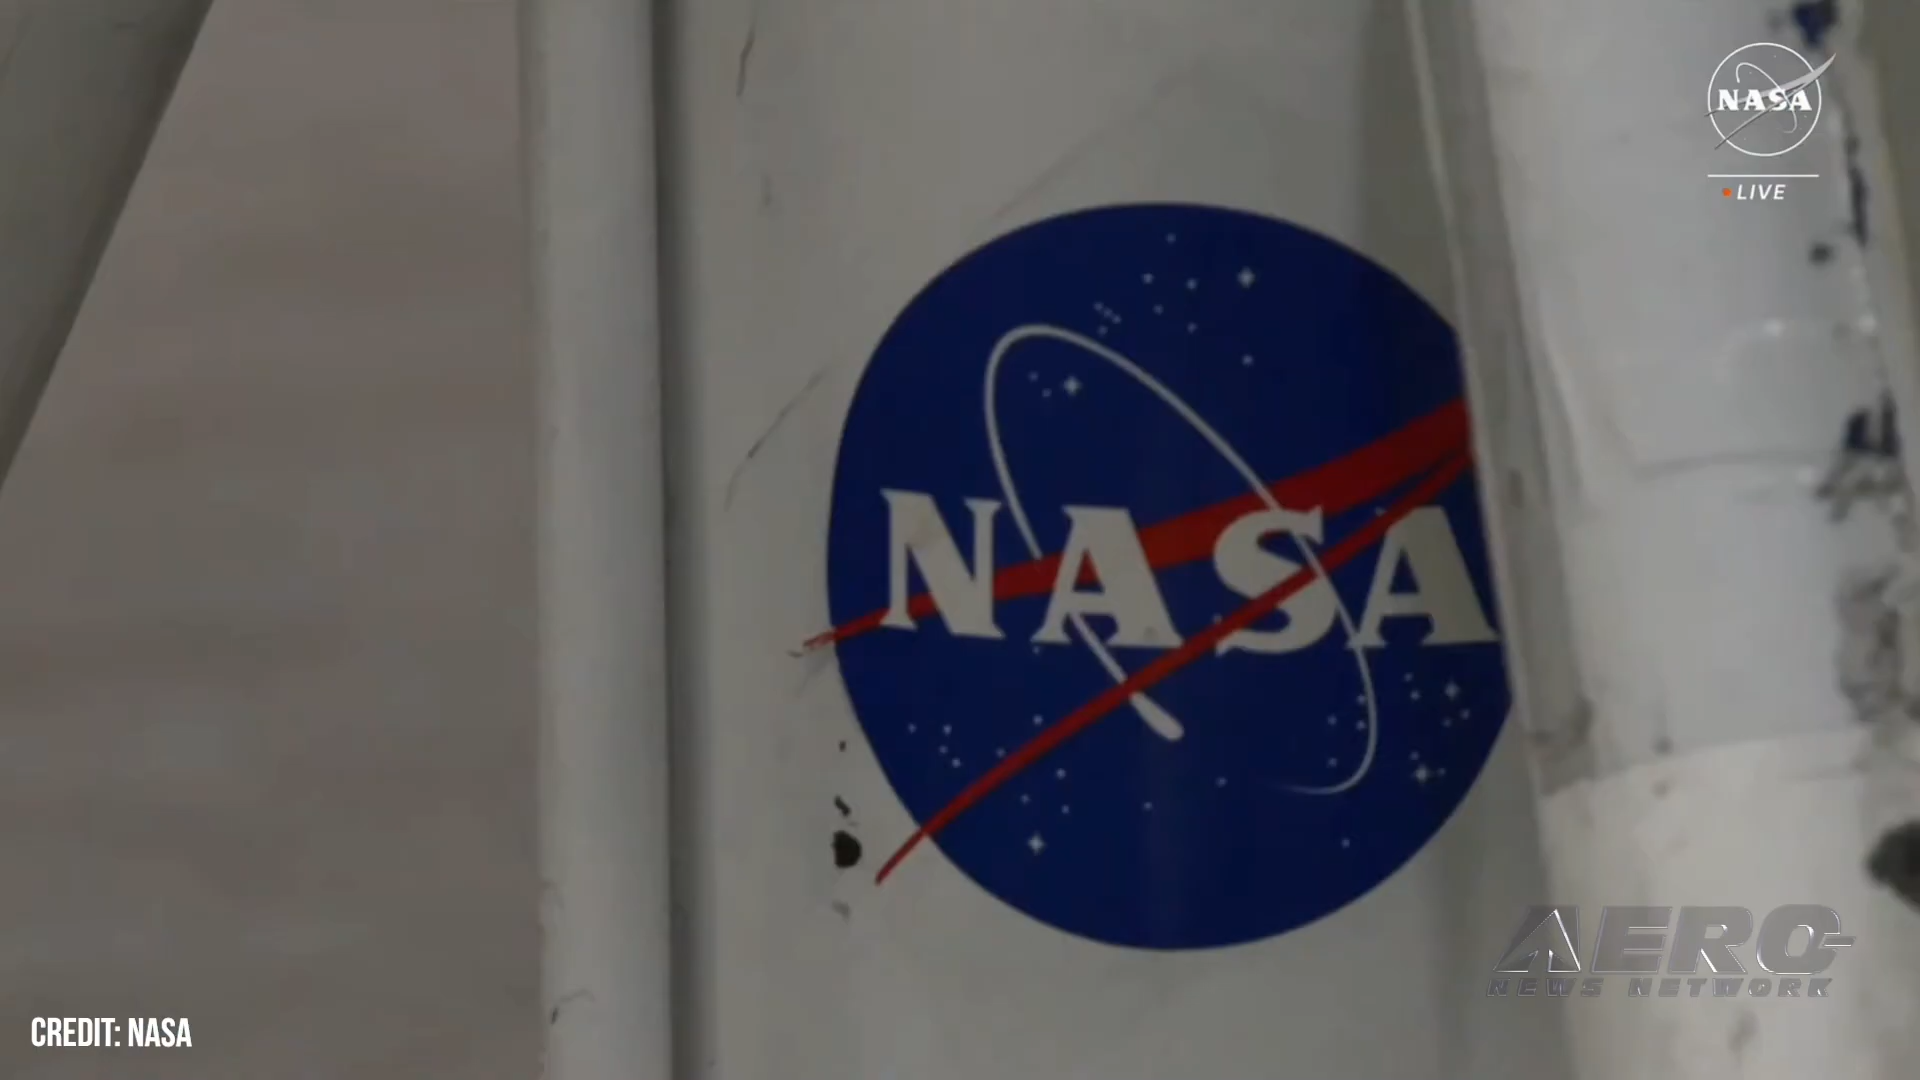 NASA
LIVE
NASA
AERO-
NEWS NETWORK
CREDIT: NASA